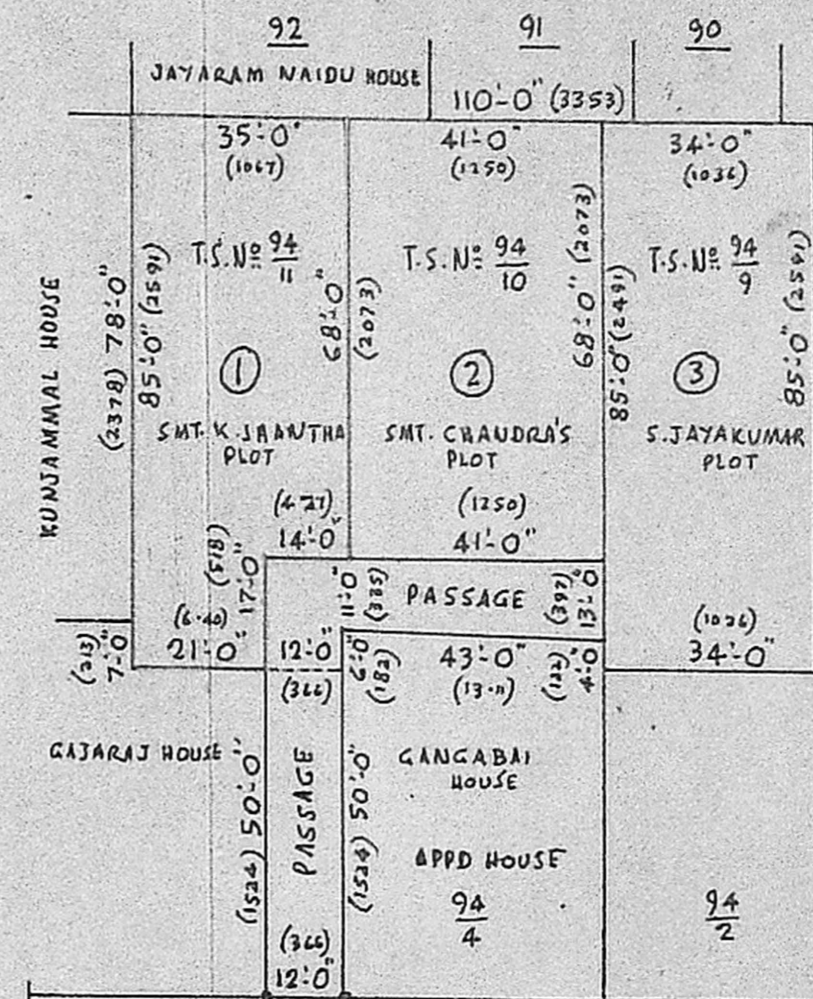 92
91
90
JAYARAM NAIDU HOUSE
110'-0" (3353)
35'-0"
(1067)
41'-0"
(1250)
34'-0"
(1036)
T.S.Nº 94/11
T.S.Nº 94/10
T.S.Nº 94/9
KUNJAMMAL HOUSE
(2378) 78'-0"
85'-0" (2591)
68'-0"
(2073)
68'-0" (2073)
85'-0" (2491)
85'-0" (2591)
1
2
3
SMT. K. SHANTHA
PLOT
SMT. CHANDRA'S
PLOT
S. JAYAKUMAR
PLOT
(427)
14'-0"
(1250)
41'-0"
(518)
17'-0"
11'-0"
(335)
PASSAGE
(397)
13'-0"
(6.40)
21'-0"
12'-0"
(366)
(213)
7'-0"
6'-0"
(182)
43'-0"
(13.11)
(122)
4'-0"
(1036)
34'-0"
GAJARAJ HOUSE
(1524) 50'-0"
PASSAGE
(1524) 50'-0"
GANGABAI
HOUSE
APPD HOUSE
94/4
94/2
(366)
12'-0"